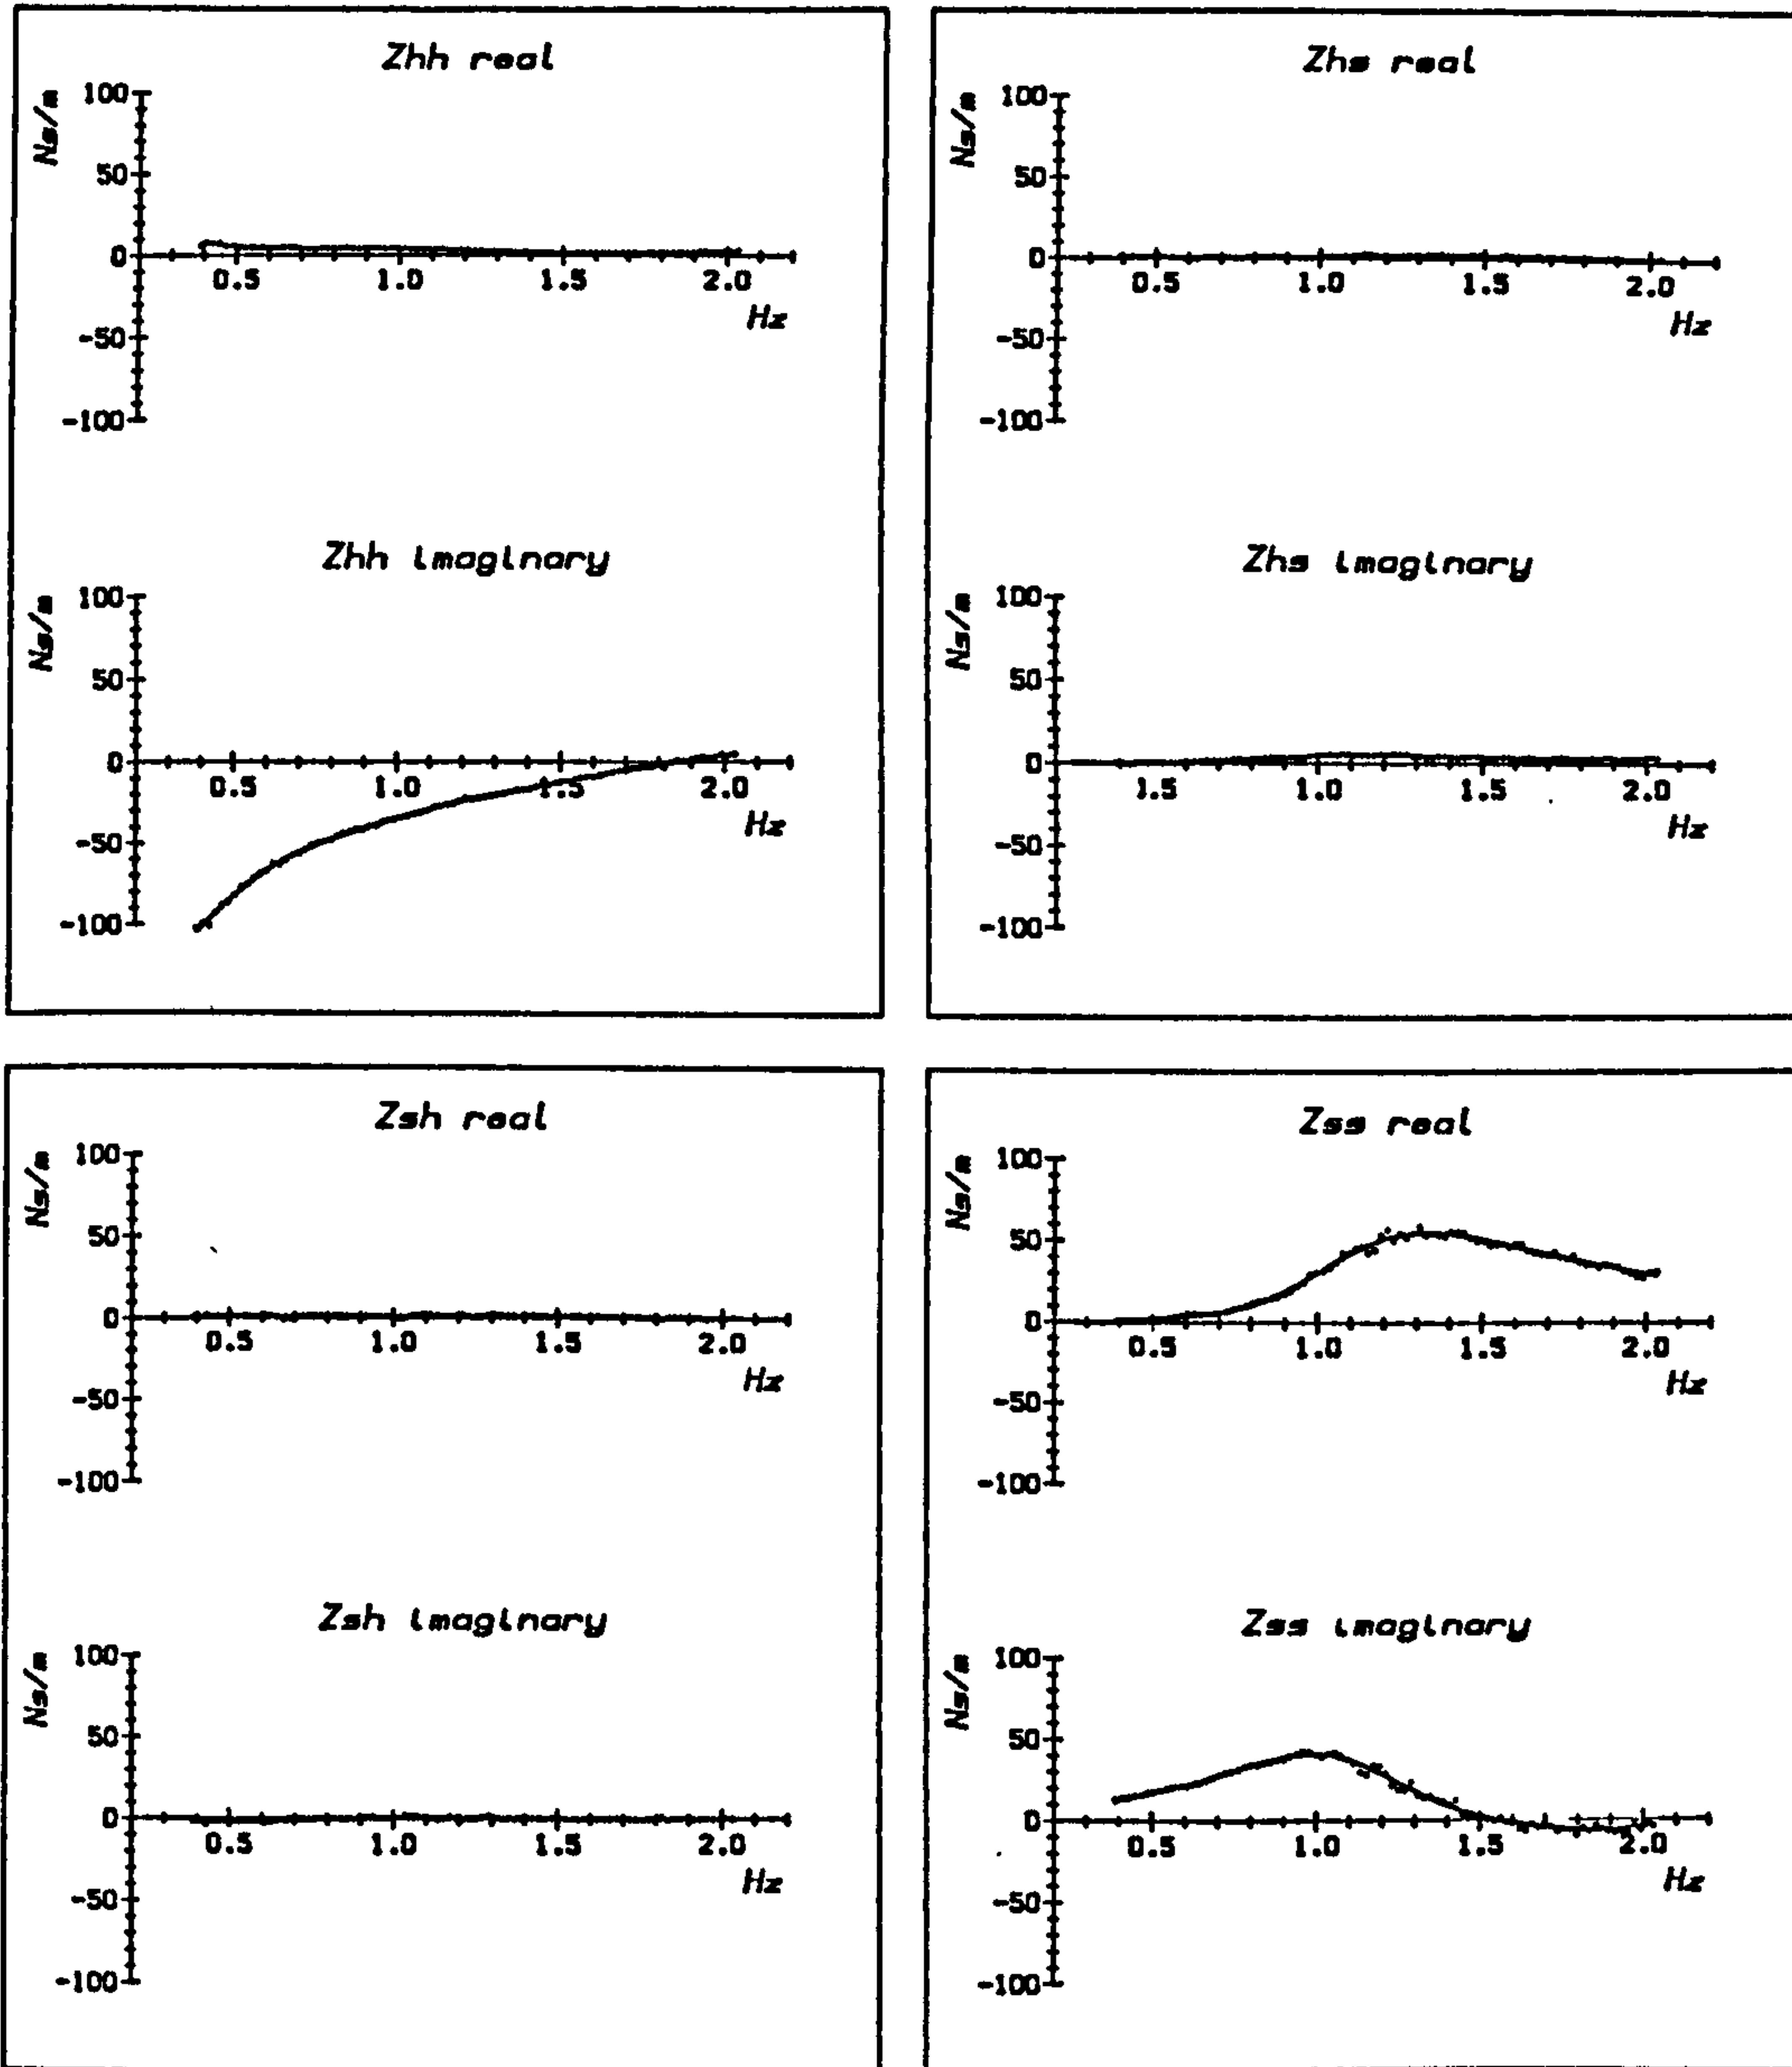 Zhh real
Ns/m
100
50
0
-50
-100
0.5 1.0 1.5 2.0
Hz
Zhh imaginary
Ns/m
100
50
0
-50
-100
0.5 1.0 1.5 2.0
Hz
Zhs real
Ns/m
100
50
0
-50
-100
0.5 1.0 1.5 2.0
Hz
Zhs imaginary
Ns/m
100
50
0
-50
-100
1.5 1.0 1.5 2.0
Hz
Zsh real
Ns/m
100
50
0
-50
-100
0.5 1.0 1.5 2.0
Hz
Zsh imaginary
Ns/m
100
50
0
-50
-100
0.5 1.0 1.5 2.0
Hz
Zss real
Ns/m
100
50
0
-50
-100
0.5 1.0 1.5 2.0
Hz
Zss imaginary
Ns/m
100
50
0
-50
-100
0.5 1.0 1.5 2.0
Hz